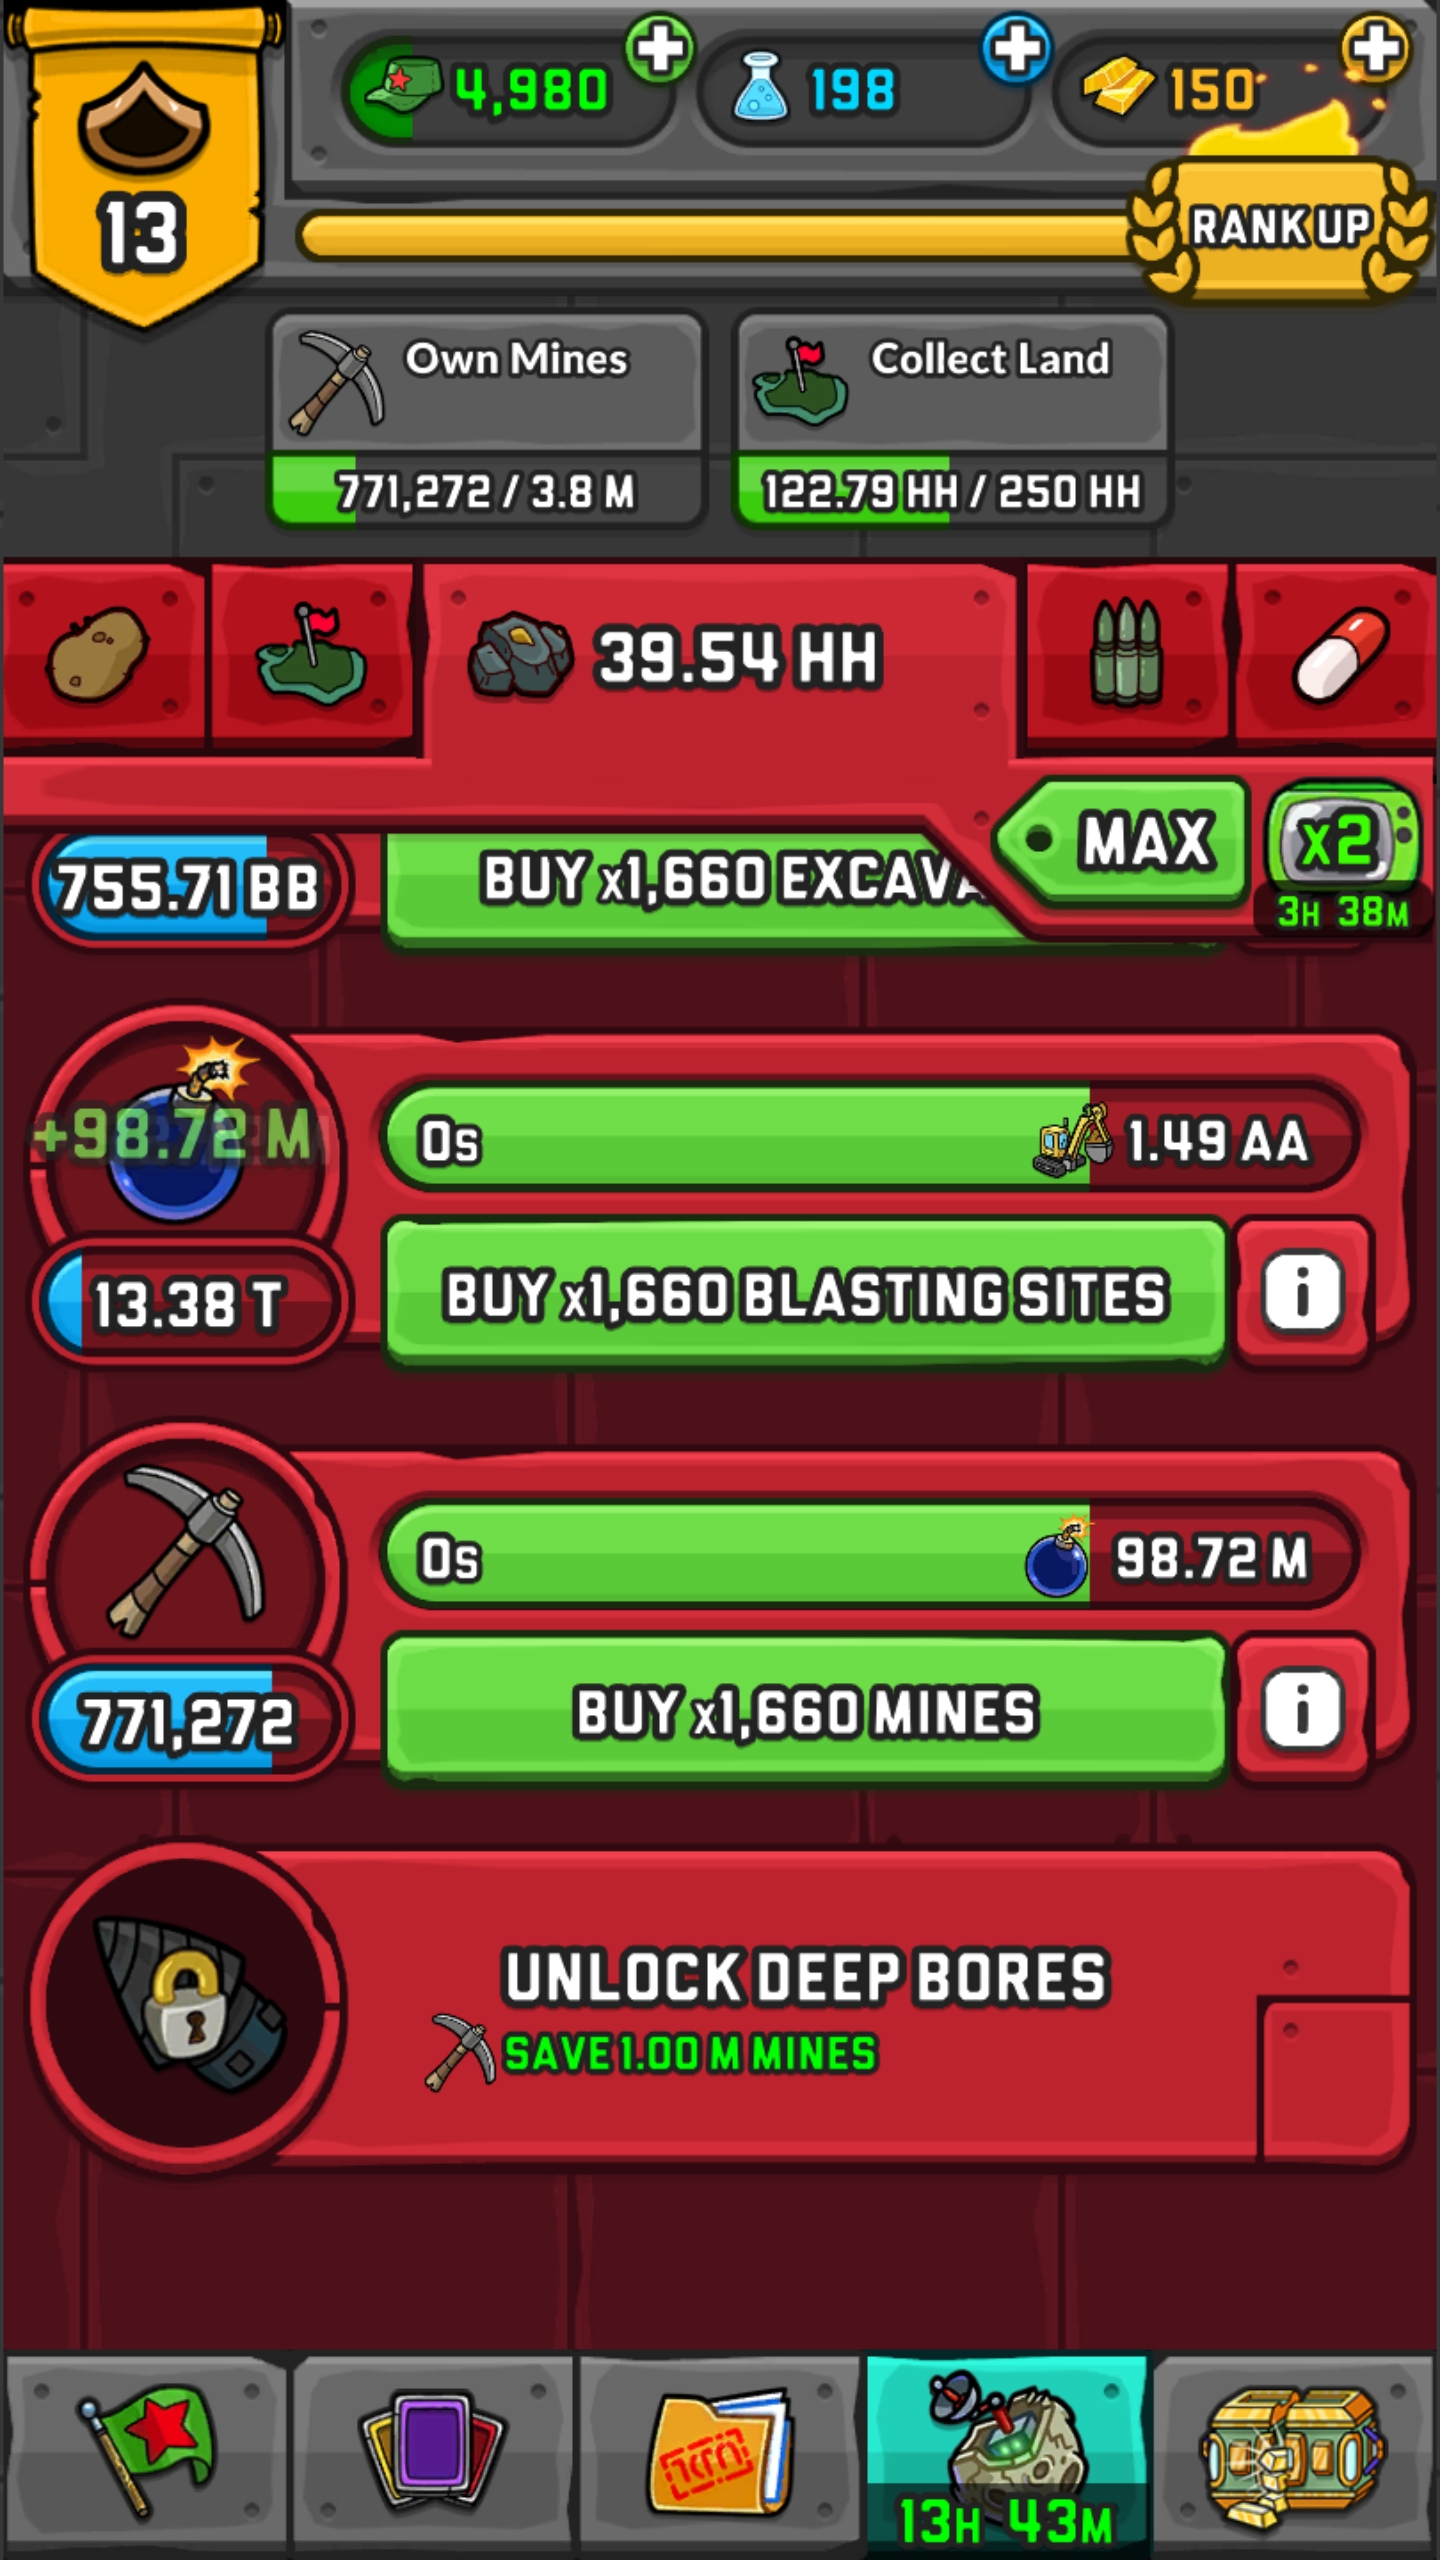 4,980
198
150
13
RANK UP
Own Mines
771,272 / 3.8 M
Collect Land
122.79 HH / 250 HH
39.54 HH
MAX
x2
3H 38M
755.71 BB
BUY x1,660 EXCAVA
+98.72 M
0s
1.49 AA
13.38 T
BUY x1,660 BLASTING SITES
i
0s
98.72 M
771,272
BUY x1,660 MINES
i
UNLOCK DEEP BORES
SAVE 1.00 M MINES
13H 43M